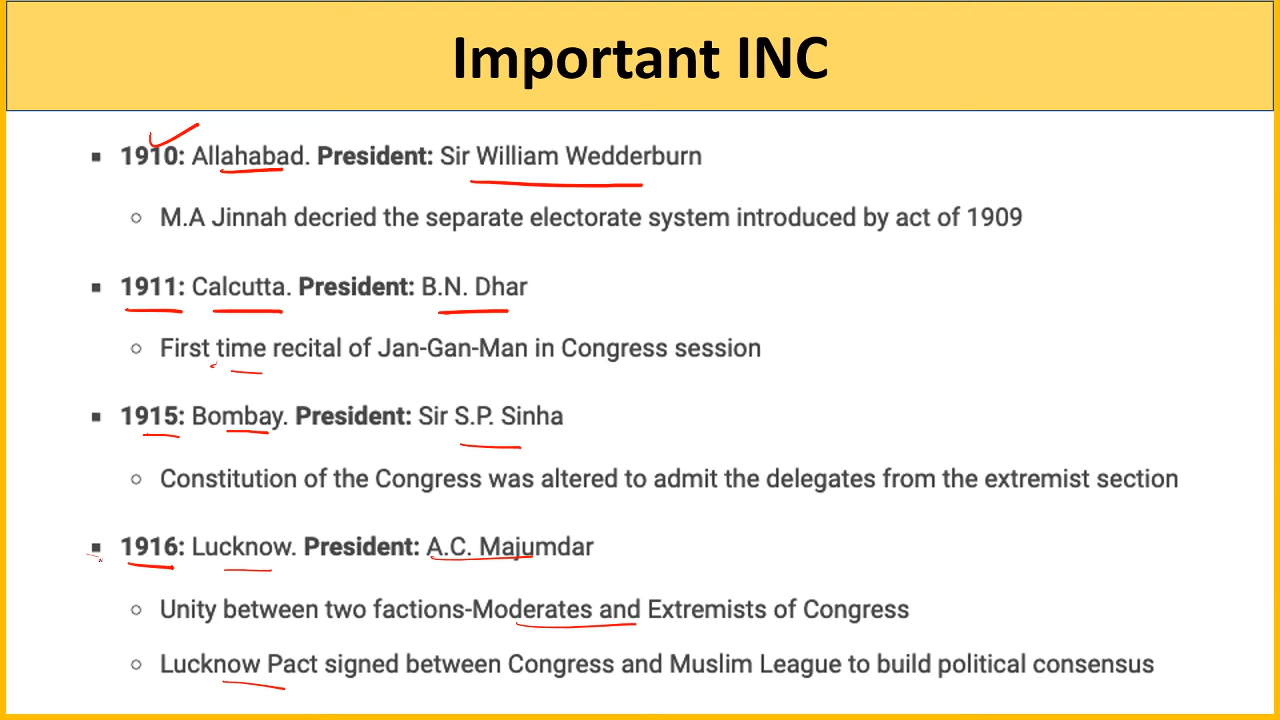 Important INC
▪ 1910: Allahabad. President: Sir William Wedderburn
○ M.A Jinnah decried the separate electorate system introduced by act of 1909
▪ 1911: Calcutta. President: B.N. Dhar
○ First time recital of Jan-Gan-Man in Congress session
▪ 1915: Bombay. President: Sir S.P. Sinha
○ Constitution of the Congress was altered to admit the delegates from the extremist section
▪ 1916: Lucknow. President: A.C. Majumdar
○ Unity between two factions-Moderates and Extremists of Congress
○ Lucknow Pact signed between Congress and Muslim League to build political consensus